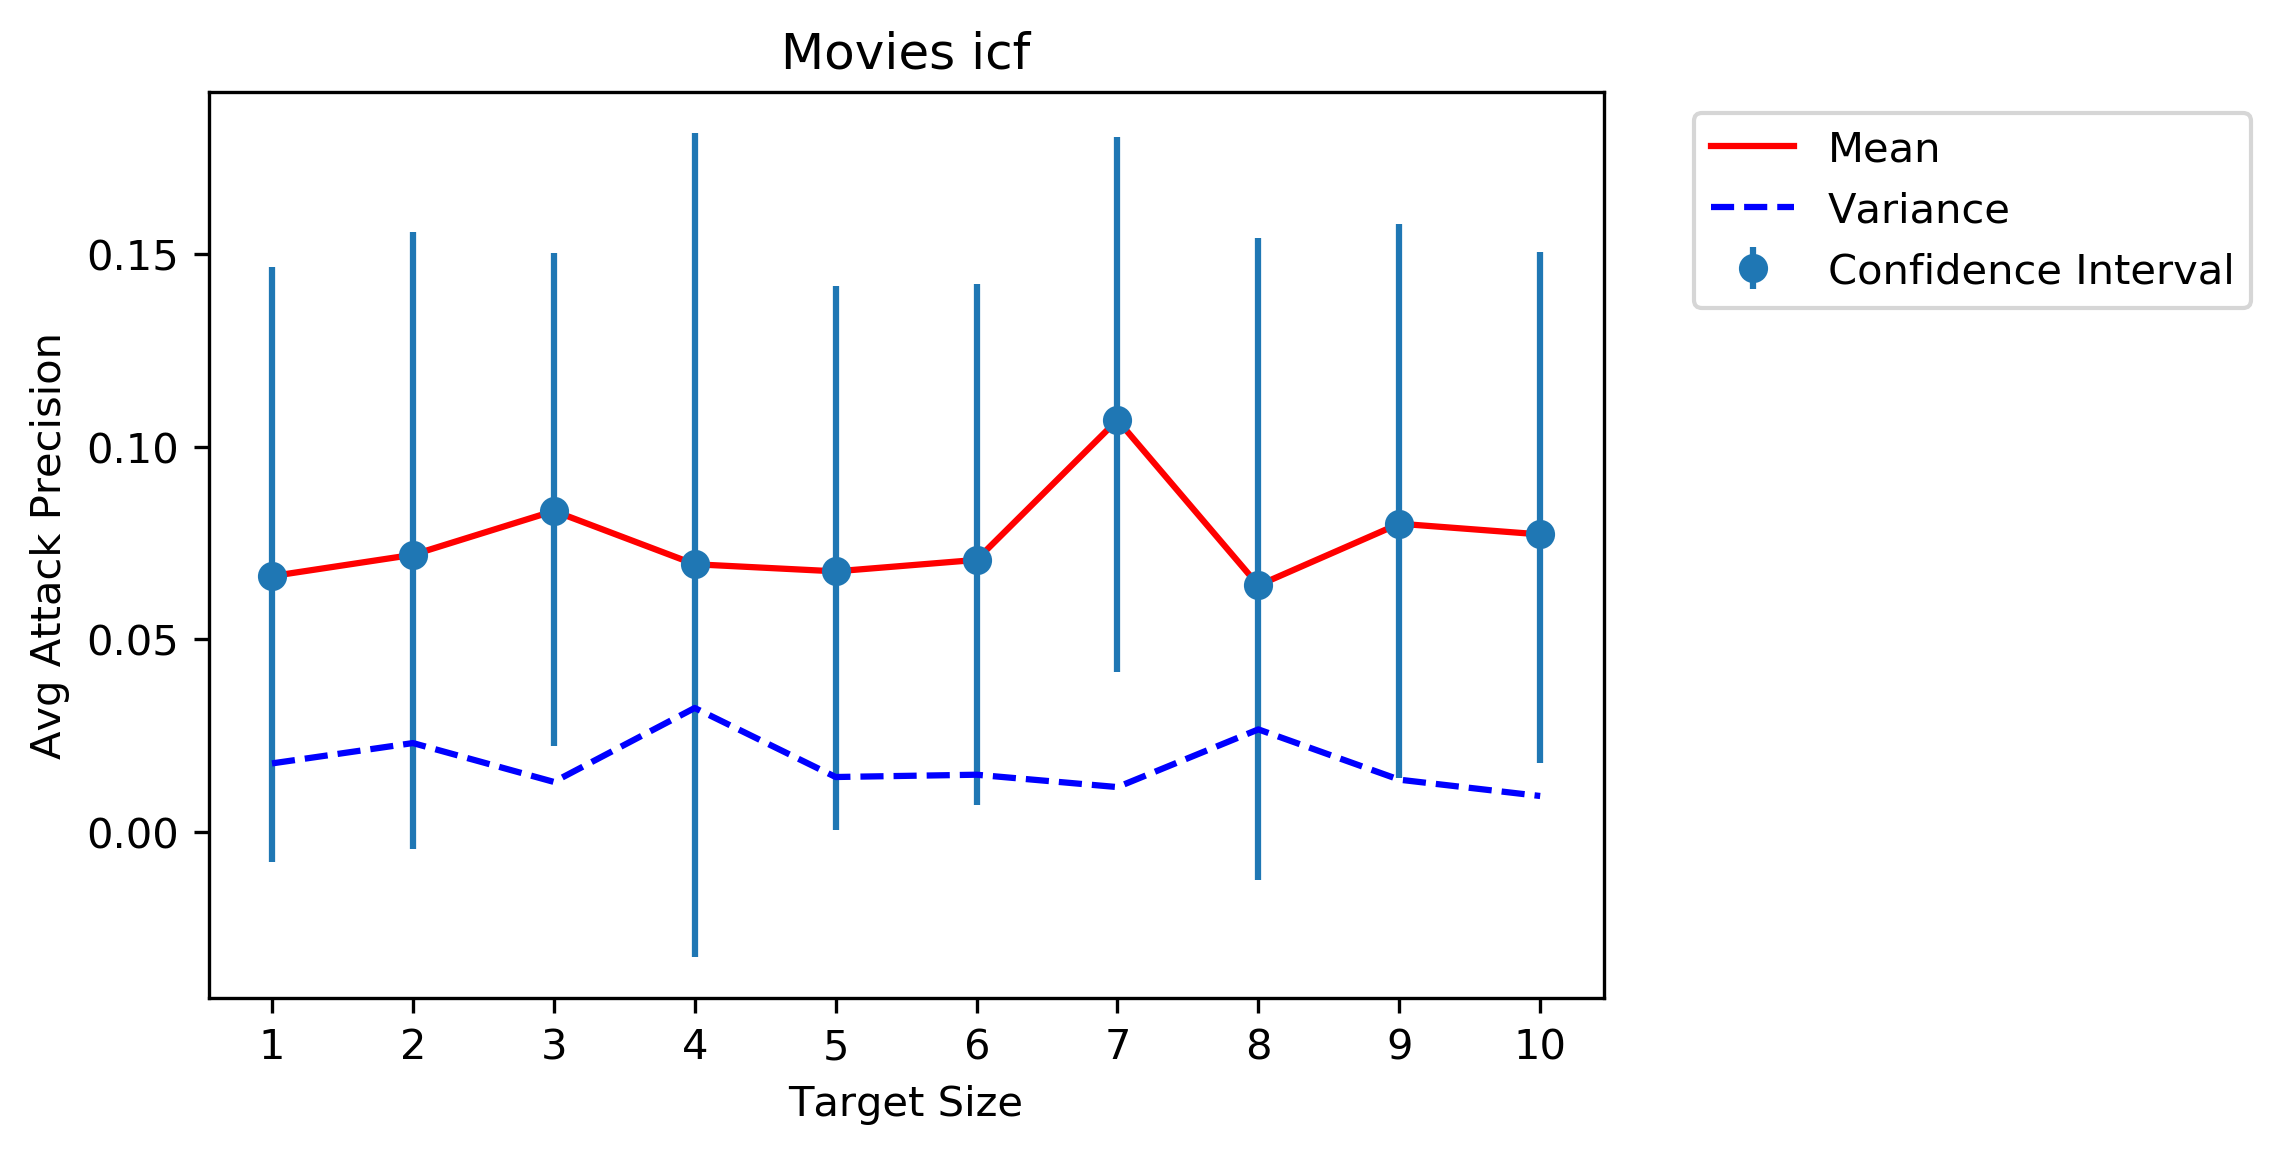 Movies icf
Mean
Variance
Confidence Interval
Avg Attack Precision
0.15
0.10
0.05
0.00
1 2 3 4 5 6 7 8 9 10
Target Size